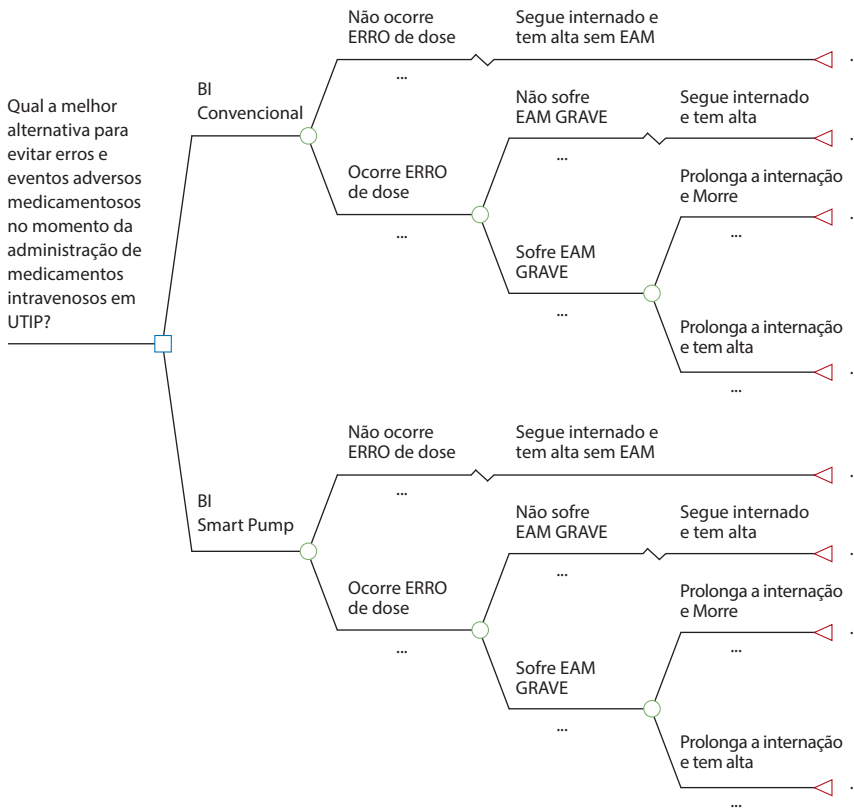 Qual a melhor
alternativa para
evitar erros e
eventos adversos
medicamentosos
no momento da
administração de
medicamentos
intravenosos em
UTIP?
BI
Convencional
Não ocorre
ERRO de dose
...
Segue internado e
tem alta sem EAM
Ocorre ERRO
de dose
...
Não sofre
EAM GRAVE
...
Segue internado
e tem alta
Sofre EAM
GRAVE
...
Prolonga a internação
e Morre
...
Prolonga a internação
e tem alta
...
BI
Smart Pump
Não ocorre
ERRO de dose
...
Segue internado e
tem alta sem EAM
Ocorre ERRO
de dose
...
Não sofre
EAM GRAVE
...
Segue internado
e tem alta
Sofre EAM
GRAVE
...
Prolonga a internação
e Morre
...
Prolonga a internação
e tem alta
...